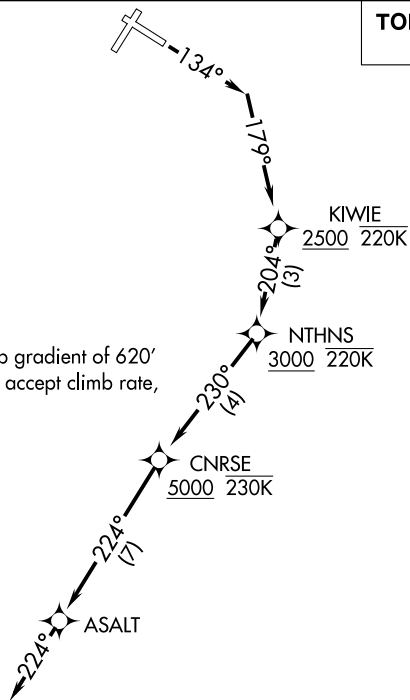 TO
134°
179°
KIWIE
2500 220K
204°
(3)
NTHNS
3000 220K
gradient of 620'
accept climb rate,
230°
(4)
CNRSE
5000 230K
224°
(7)
ASALT
224°